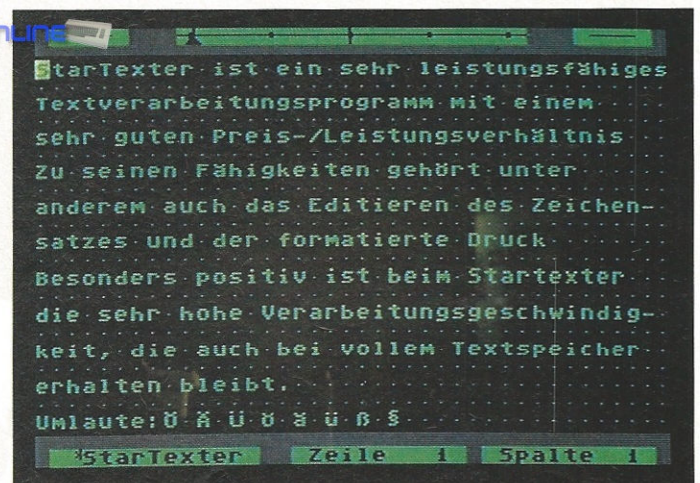 StarTexter ist ein sehr leistungsfähiges
Textverarbeitungsprogramm mit einem
sehr guten Preis-/Leistungsverhältnis
Zu seinen Fähigkeiten gehört unter
anderem auch das Editieren des Zeichen-
satzes und der formatierte Druck
Besonders positiv ist beim Startexter
die sehr hohe Verarbeitungsgeschwindig-
keit, die auch bei vollem Textspeicher
erhalten bleibt.
Umlaute:Ö Ä Ü ö ä ü ß §
*StarTexter Zeile 1 Spalte 1